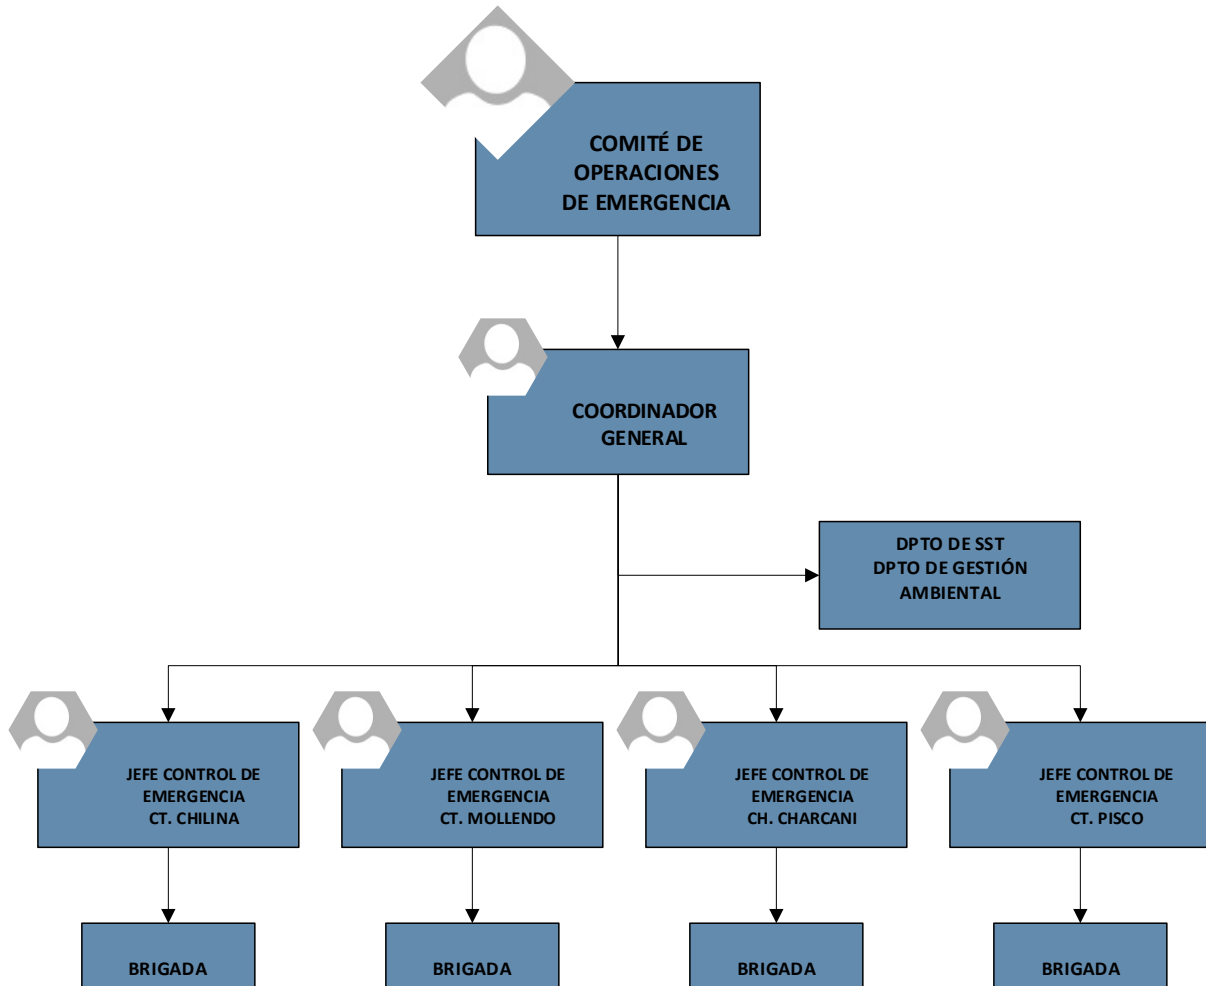 COMITÉ DE
OPERACIONES
DE EMERGENCIA
COORDINADOR
GENERAL
DPTO DE SST
DPTO DE GESTIÓN
AMBIENTAL
JEFE CONTROL DE
EMERGENCIA
CT. CHILINA
JEFE CONTROL DE
EMERGENCIA
CT. MOLLENDO
JEFE CONTROL DE
EMERGENCIA
CH. CHARCANI
JEFE CONTROL DE
EMERGENCIA
CT. PISCO
BRIGADA
BRIGADA
BRIGADA
BRIGADA